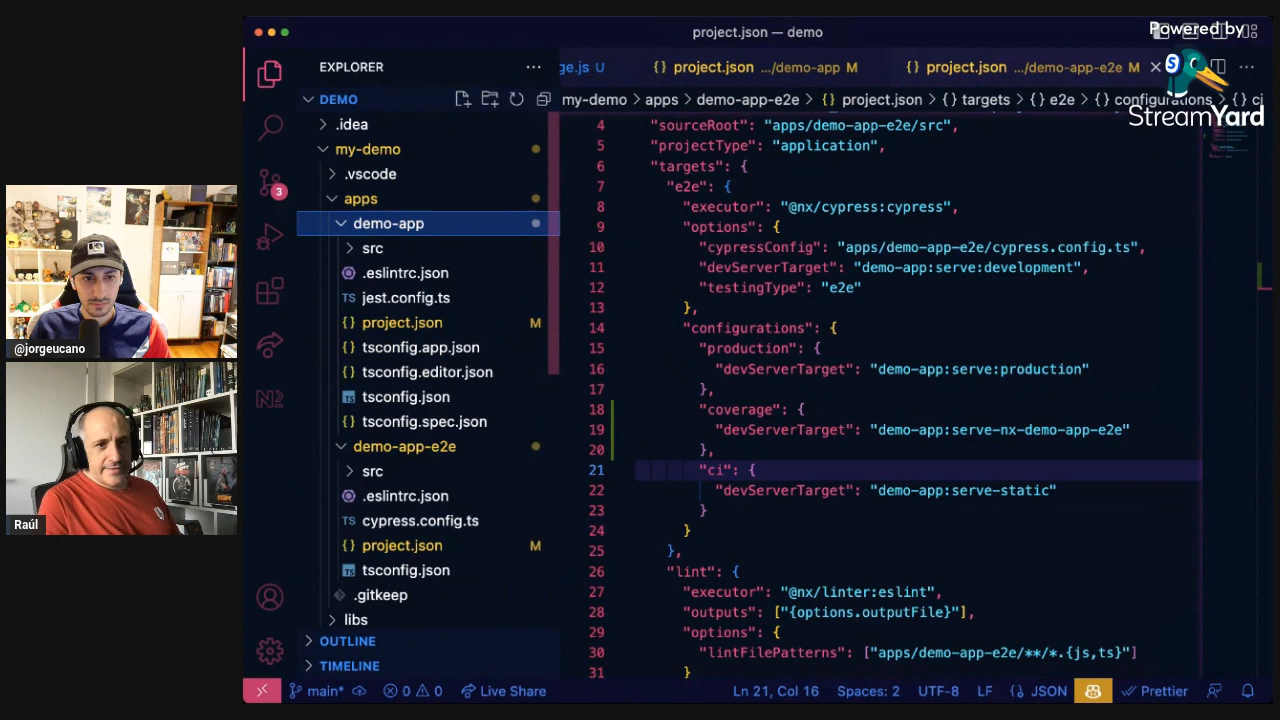 project.json — demo
Powered by
StreamYard
EXPLORER
ge.js U
{} project.json .../demo-app M
{} project.json .../demo-app-e2e M
DEMO
my-demo > apps > demo-app-e2e > {} project.json > {} targets > {} e2e > {} configurations > {} ci
.idea
my-demo
.vscode
apps
demo-app
src
.eslintrc.json
TS jest.config.ts
{} project.json M
{} tsconfig.app.json
{} tsconfig.editor.json
tsconfig.json
{} tsconfig.spec.json
demo-app-e2e
src
.eslintrc.json
TS cypress.config.ts
{} project.json M
tsconfig.json
.gitkeep
libs
OUTLINE
TIMELINE
3
4 "sourceRoot": "apps/demo-app-e2e/src",
5 "projectType": "application",
6 "targets": {
7 "e2e": {
8 "executor": "@nx/cypress:cypress",
9 "options": {
10 "cypressConfig": "apps/demo-app-e2e/cypress.config.ts",
11 "devServerTarget": "demo-app:serve:development",
12 "testingType": "e2e"
13 },
14 "configurations": {
15 "production": {
16 "devServerTarget": "demo-app:serve:production"
17 },
18 "coverage": {
19 "devServerTarget": "demo-app:serve-nx-demo-app-e2e"
20 },
21 "ci": {
22 "devServerTarget": "demo-app:serve-static"
23 }
24 }
25 },
26 "lint": {
27 "executor": "@nx/linter:eslint",
28 "outputs": ["{options.outputFile}"],
29 "options": {
30 "lintFilePatterns": ["apps/demo-app-e2e/**/*.{js,ts}"]
31 }
@jorgeucano
Raúl
main* 0 0 Live Share Ln 21, Col 16 Spaces: 2 UTF-8 LF {} JSON Prettier